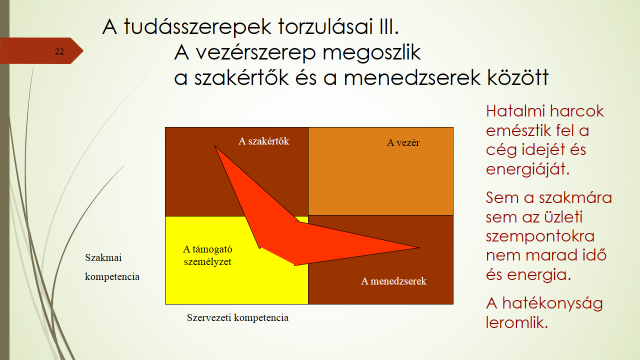 A tudásszerepek torzulásai III.
A vezérszerep megoszlik
a szakértők és a menedzserek között
22
A szakértők
A vezér
A támogató
személyzet
A menedzserek
Szakmai
kompetencia
Szervezeti kompetencia
Hatalmi harcok
emésztik fel a
cég idejét és
energiáját.
Sem a szakmára
sem az üzleti
szempontokra
nem marad idő
és energia.
A hatékonyság
leromlik.